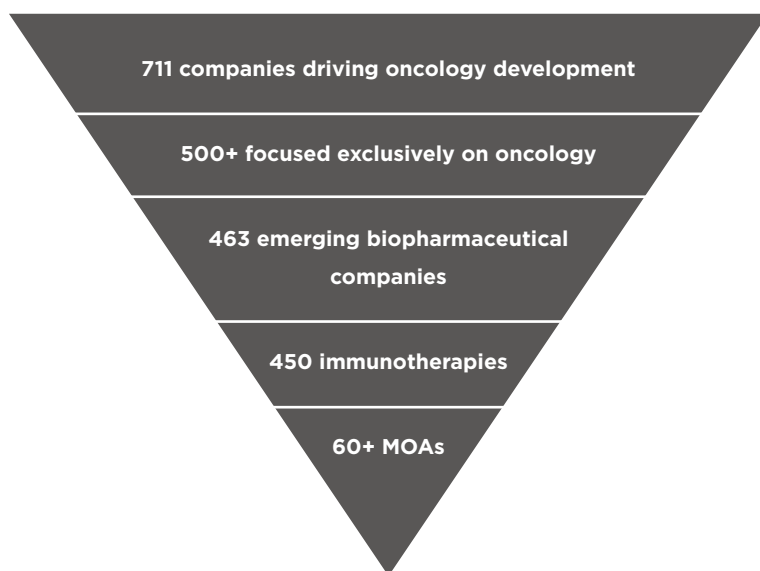 711 companies driving oncology development
500+ focused exclusively on oncology
463 emerging biopharmaceutical
companies
450 immunotherapies
60+ MOAs